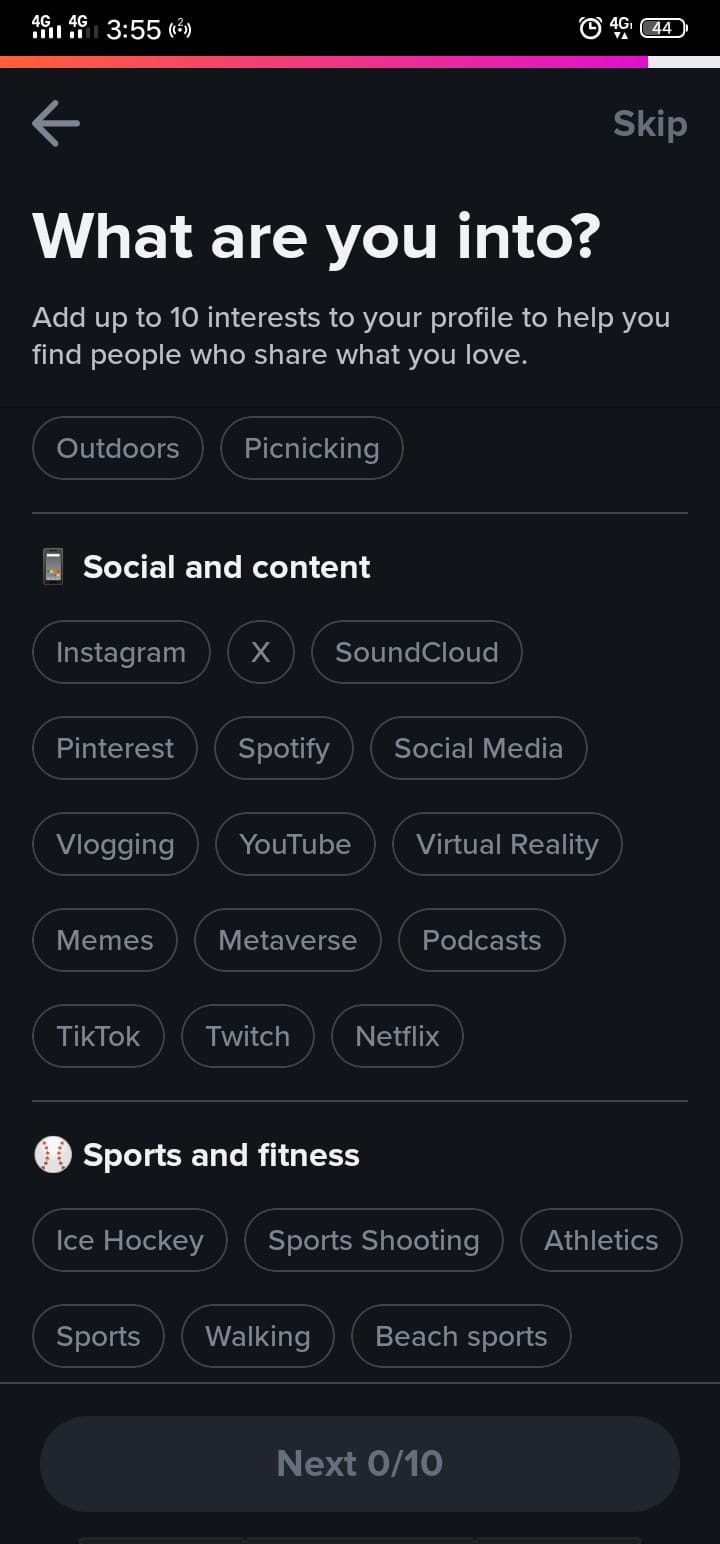 4G 4G 3:55 2 4G 44
Skip
What are you into?
Add up to 10 interests to your profile to help you
find people who share what you love.
Outdoors Picnicking
Social and content
Instagram X SoundCloud
Pinterest Spotify Social Media
Vlogging YouTube Virtual Reality
Memes Metaverse Podcasts
TikTok Twitch Netflix
Sports and fitness
Ice Hockey Sports Shooting Athletics
Sports Walking Beach sports
Next 0/10